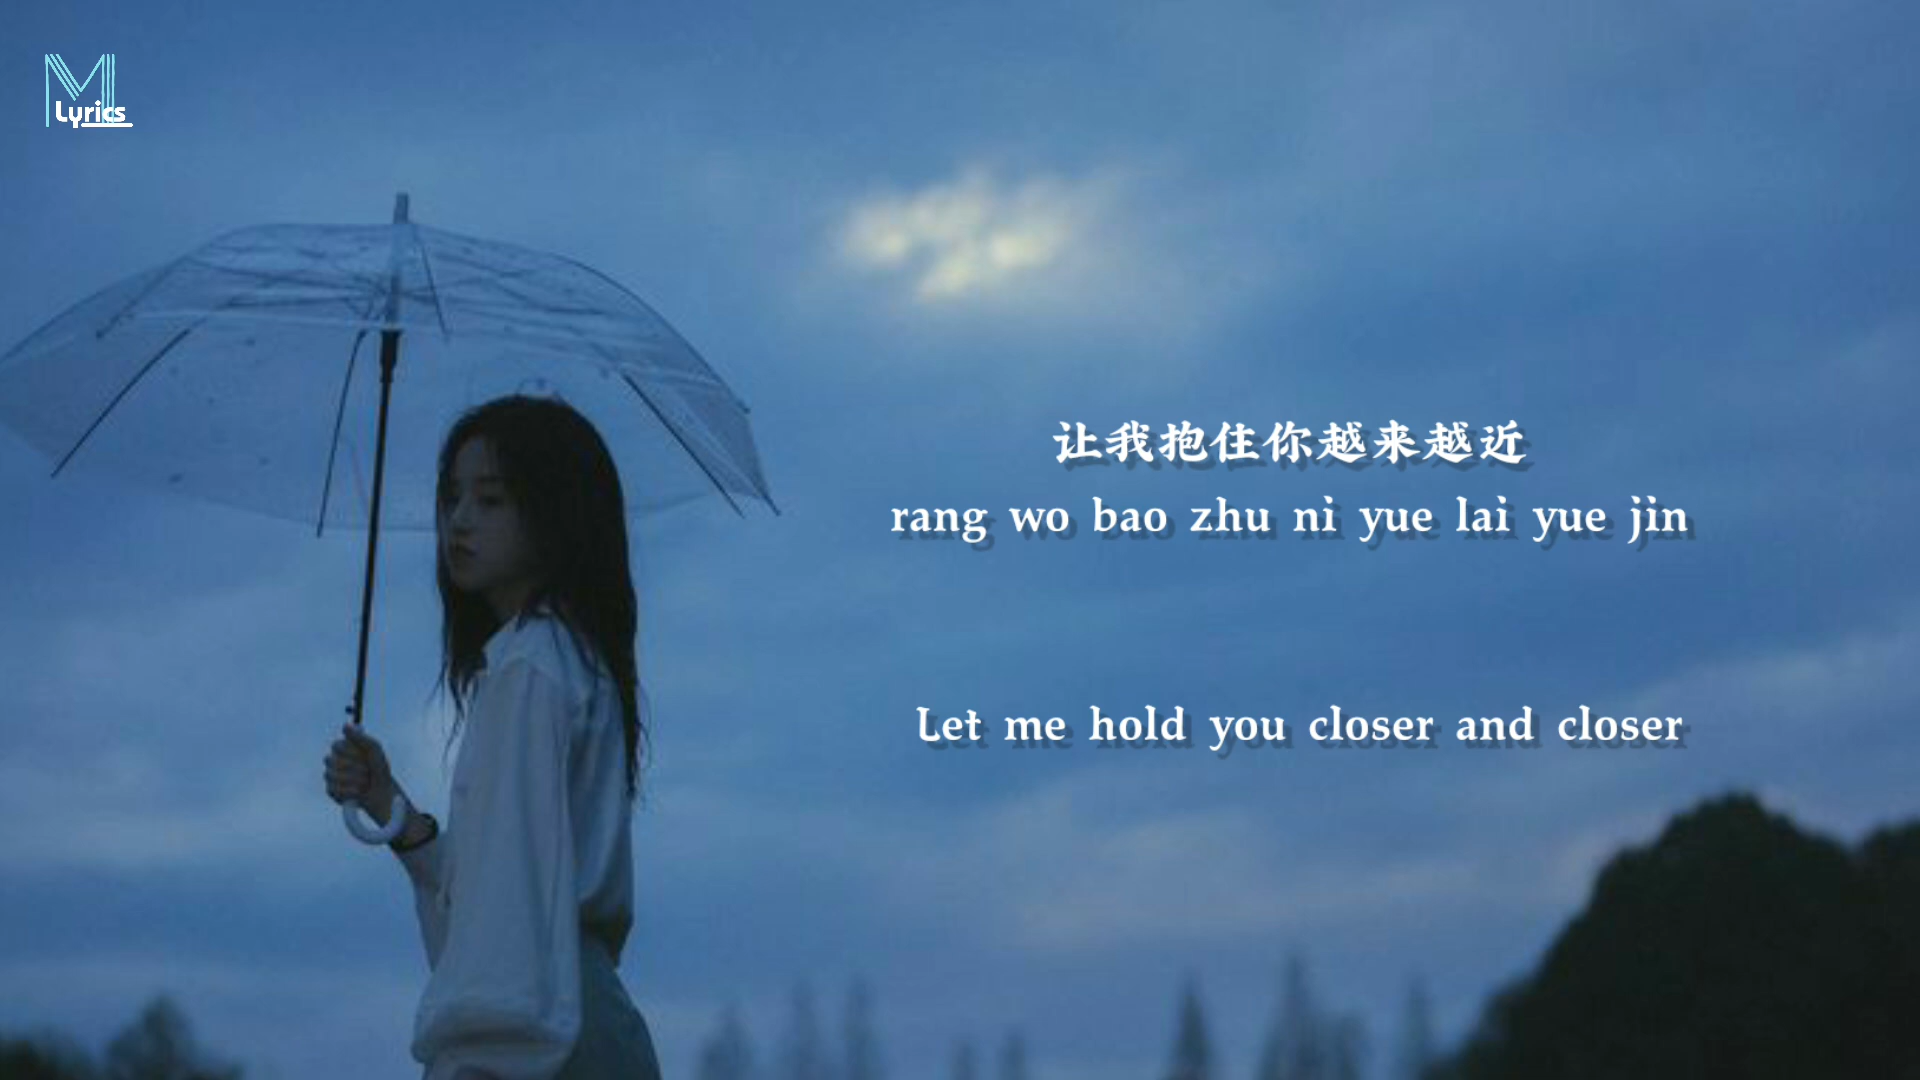 M
Lyrics
让我抱住你越来越近
rang wo bao zhu ni yue lai yue jin
Let me hold you closer and closer